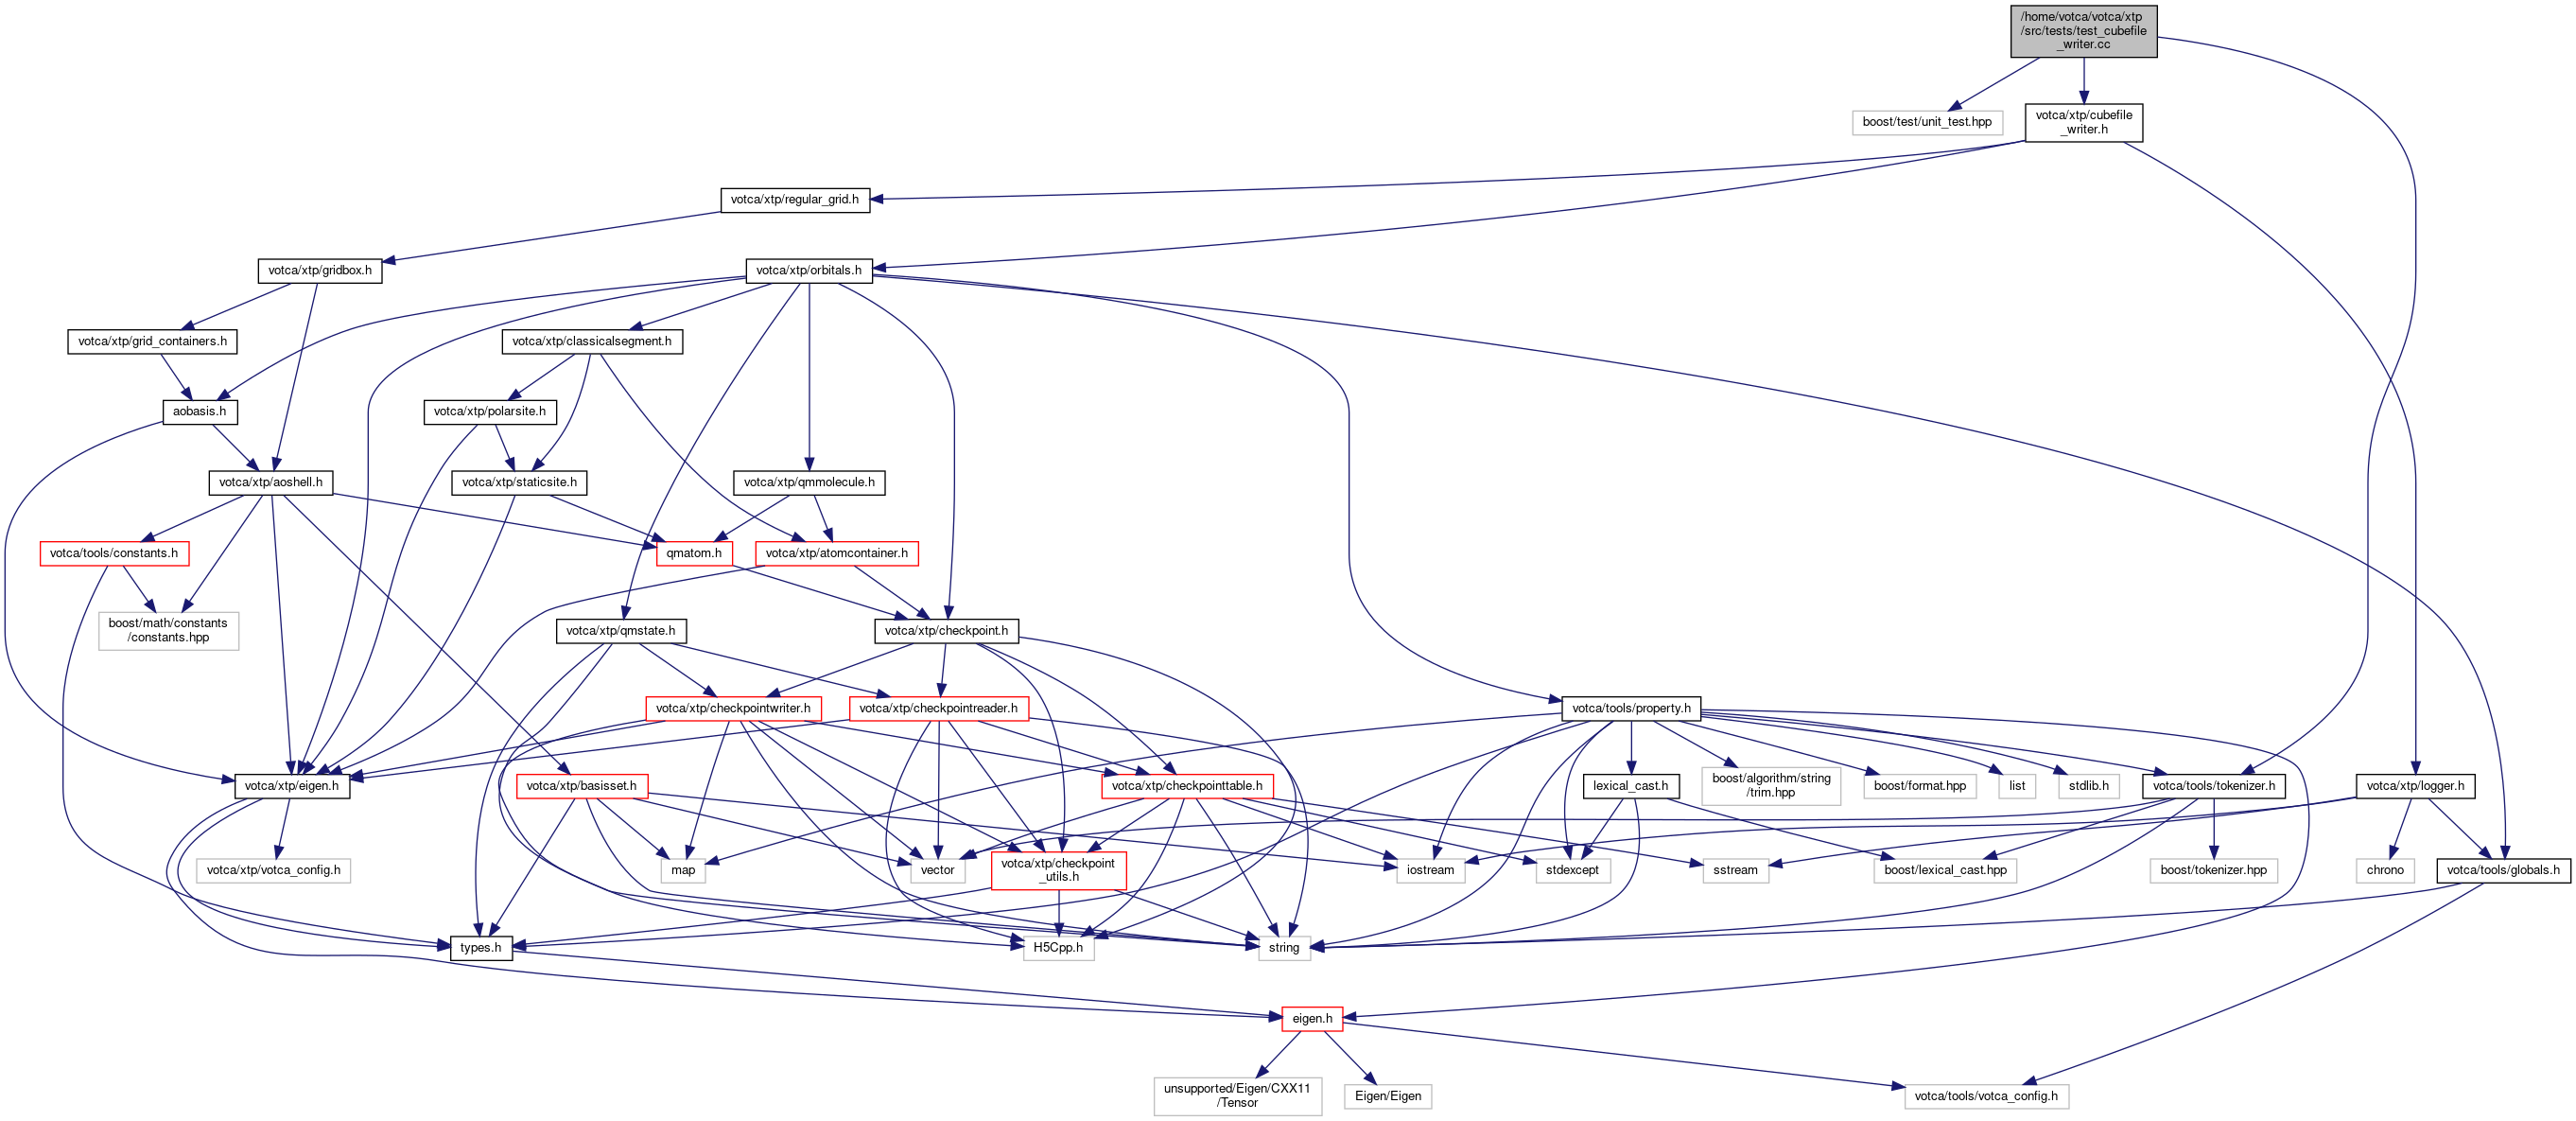 /home/votca/votca/xtp
/src/tests/test_cubefile
_writer.cc
boost/test/unit_test.hpp
votca/xtp/cubefile
_writer.h
votca/xtp/regular_grid.h
votca/xtp/gridbox.h
votca/xtp/orbitals.h
votca/xtp/grid_containers.h
votca/xtp/classicalsegment.h
aobasis.h
votca/xtp/polarsite.h
votca/xtp/aoshell.h
votca/xtp/staticsite.h
votca/xtp/qmmolecule.h
votca/tools/constants.h
qmatom.h
votca/xtp/atomcontainer.h
boost/math/constants
/constants.hpp
votca/xtp/qmstate.h
votca/xtp/checkpoint.h
votca/xtp/checkpointwriter.h
votca/xtp/checkpointreader.h
votca/tools/property.h
votca/xtp/eigen.h
votca/xtp/basisset.h
votca/xtp/checkpointtable.h
lexical_cast.h
boost/algorithm/string
/trim.hpp
boost/format.hpp
list
stdlib.h
votca/tools/tokenizer.h
votca/xtp/logger.h
votca/xtp/votca_config.h
map
vector
votca/xtp/checkpoint
_utils.h
iostream
stdexcept
sstream
boost/lexical_cast.hpp
boost/tokenizer.hpp
chrono
votca/tools/globals.h
types.h
H5Cpp.h
string
eigen.h
unsupported/Eigen/CXX11
/Tensor
Eigen/Eigen
votca/tools/votca_config.h